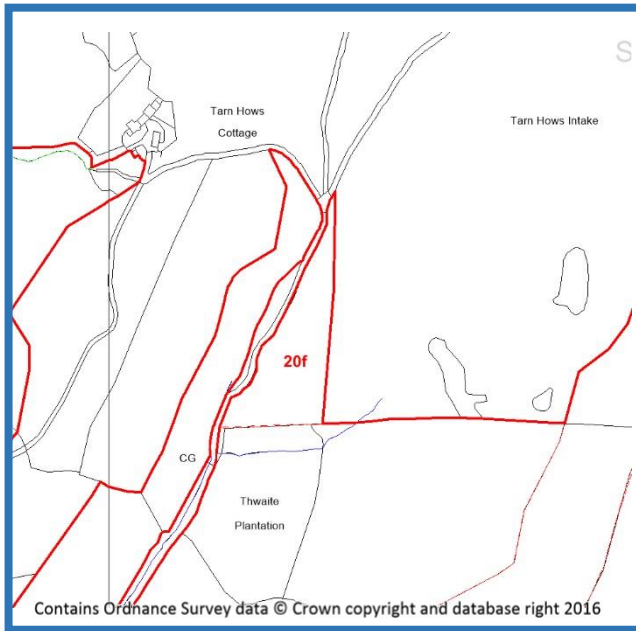 S
Tarn Hows
Cottage
Tarn Hows Intake
20f
CG
Thwaite
Plantation
Contains Ordnance Survey data © Crown copyright and database right 2016